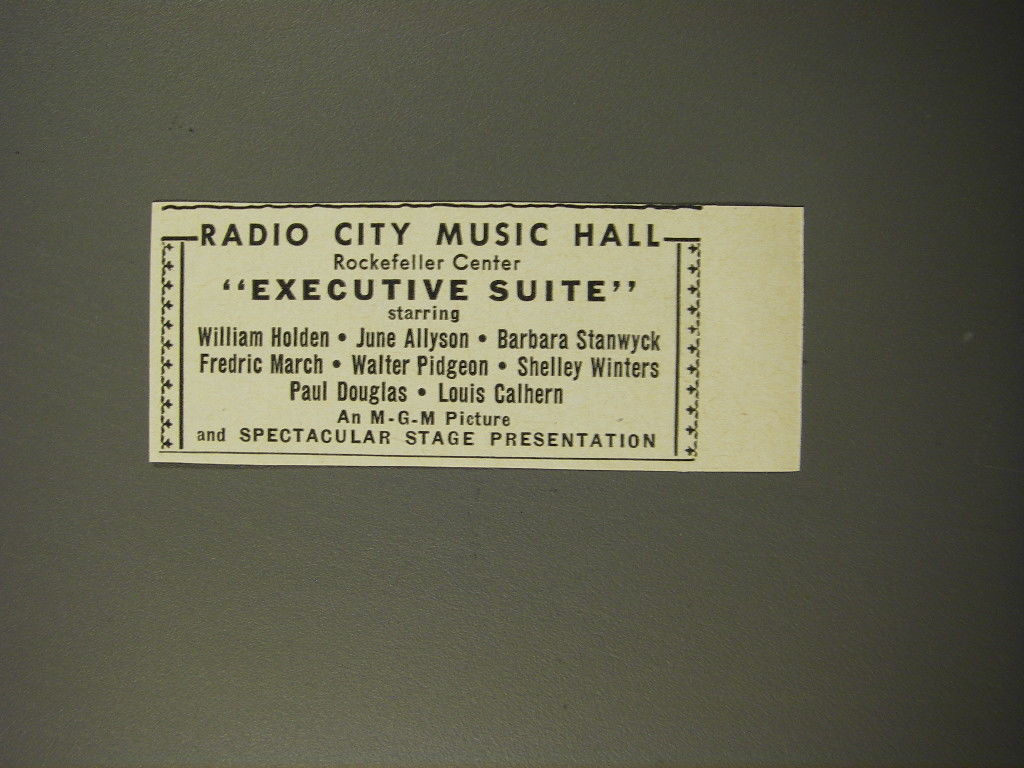 RADIO CITY MUSIC HALL
Rockefeller Center
"EXECUTIVE SUITE"
starring
William Holden • June Allyson • Barbara Stanwyck
Fredric March • Walter Pidgeon • Shelley Winters
Paul Douglas • Louis Calhern
An M-G-M Picture
and SPECTACULAR STAGE PRESENTATION